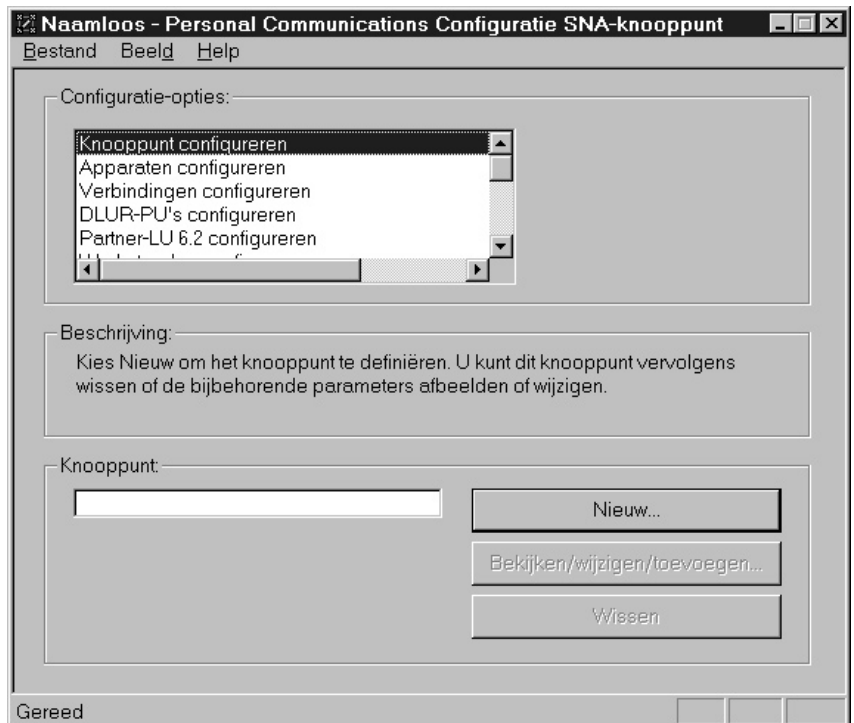 Naamloos - Personal Communications Configuratie SNA-knooppunt
Bestand Beeld Help
Configuratie-opties:
Knooppunt configureren
Apparaten configureren
Verbindingen configureren
DLUR-PU's configureren
Partner-LU 6.2 configureren
Beschrijving:
Kies Nieuw om het knooppunt te definiëren. U kunt dit knooppunt vervolgens
wissen of de bijbehorende parameters afbeelden of wijzigen.
Knooppunt:
Nieuw...
Bekijken/wijzigen/toevoegen...
Wissen
Gereed